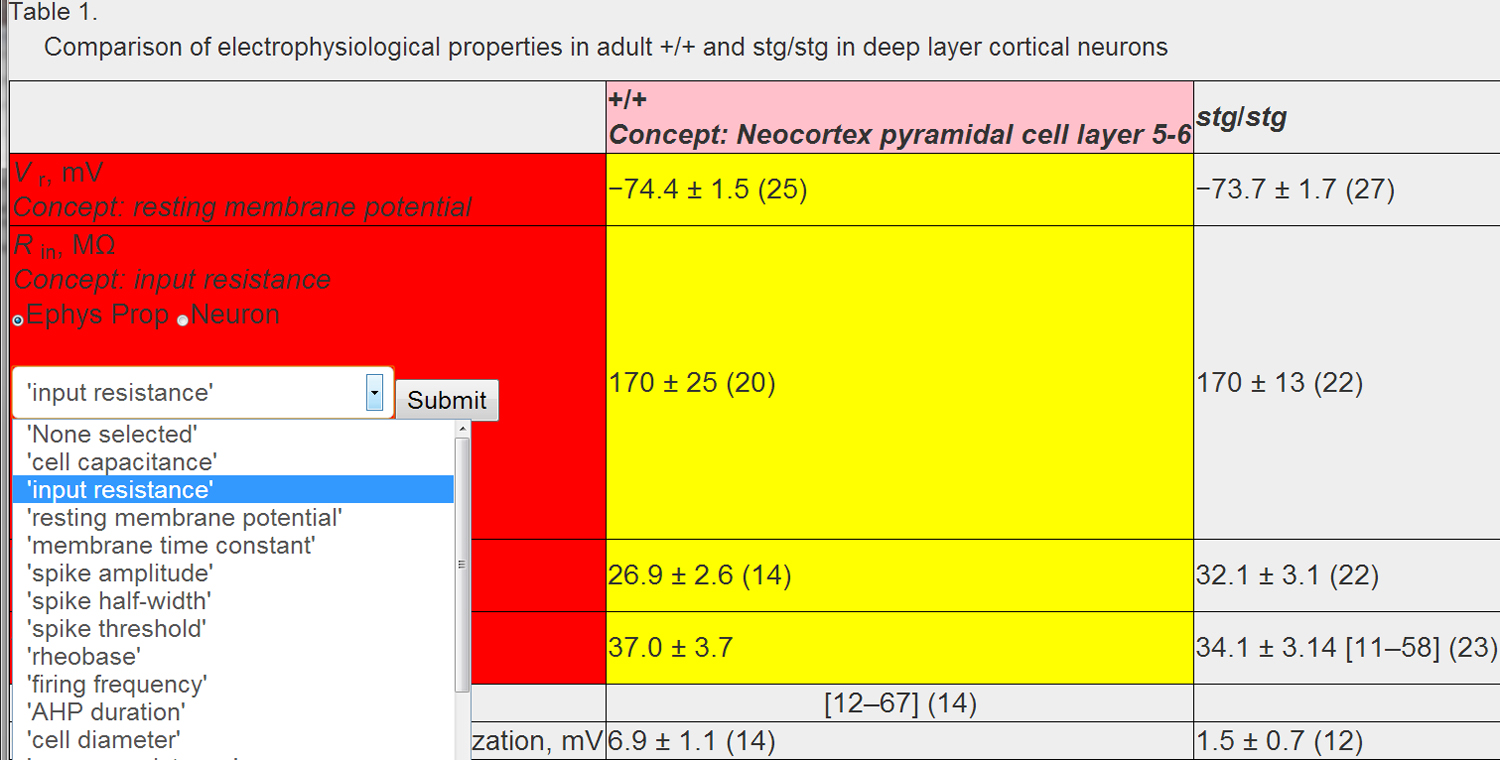 Table 1.
Comparison of electrophysiological properties in adult +/+ and stg/stg in deep layer cortical neurons
+/+
Concept: Neocortex pyramidal cell layer 5-6
stg/stg
V r, mV
Concept: resting membrane potential
−74.4 ± 1.5 (25)
−73.7 ± 1.7 (27)
R in, MΩ
Concept: input resistance
Ephys Prop Neuron
'input resistance'
Submit
170 ± 25 (20)
170 ± 13 (22)
'None selected'
'cell capacitance'
'input resistance'
'resting membrane potential'
'membrane time constant'
'spike amplitude'
'spike half-width'
'spike threshold'
'rheobase'
'firing frequency'
'AHP duration'
'cell diameter'
26.9 ± 2.6 (14)
32.1 ± 3.1 (22)
37.0 ± 3.7
34.1 ± 3.14 [11–58] (23)
[12–67] (14)
zation, mV
6.9 ± 1.1 (14)
1.5 ± 0.7 (12)